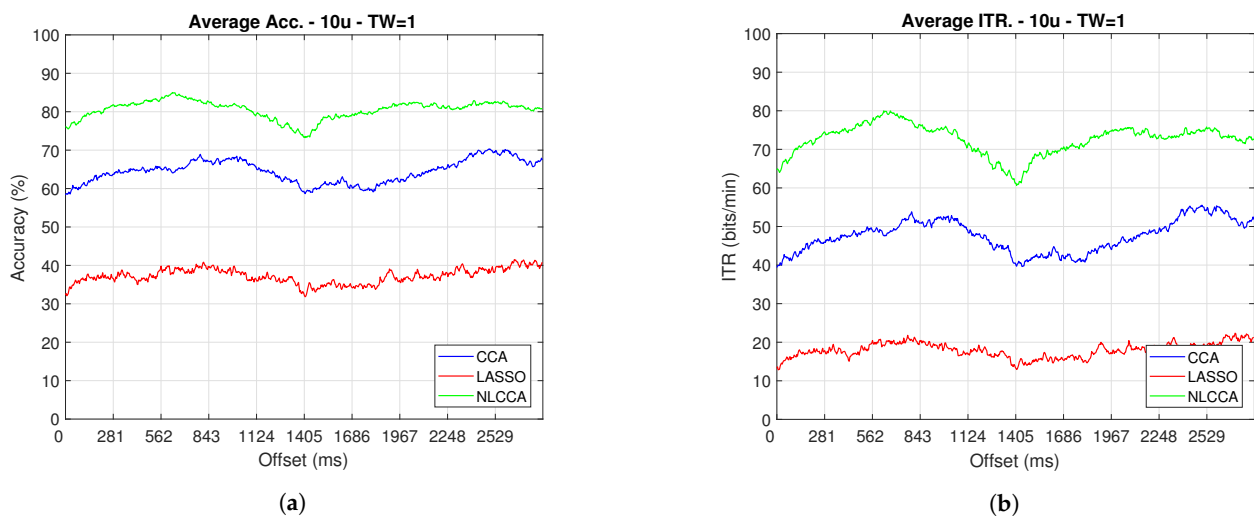 Average Acc. - 10u - TW=1
100
90
80
70
60
50
40
30
20
10
0
Accuracy (%)
CCA
LASSO
NLCCA
0 281 562 843 1124 1405 1686 1967 2248 2529
Offset (ms)
(a)
Average ITR. - 10u - TW=1
100
90
80
70
60
50
40
30
20
10
0
ITR (bits/min)
CCA
LASSO
NLCCA
0 281 562 843 1124 1405 1686 1967 2248 2529
Offset (ms)
(b)